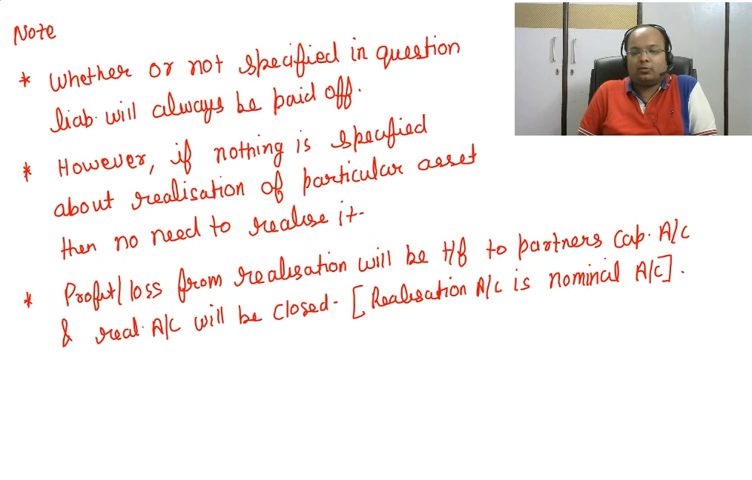 Note
* Whether or not specified in question
liab. will always be paid off.
* However, if nothing is specified
about realisation of particular asset
then no need to realise it.
* Profit/loss from realisation will be t/f to partners cap. A/c
& real. A/c will be closed. [Realisation A/c is nominal A/c].